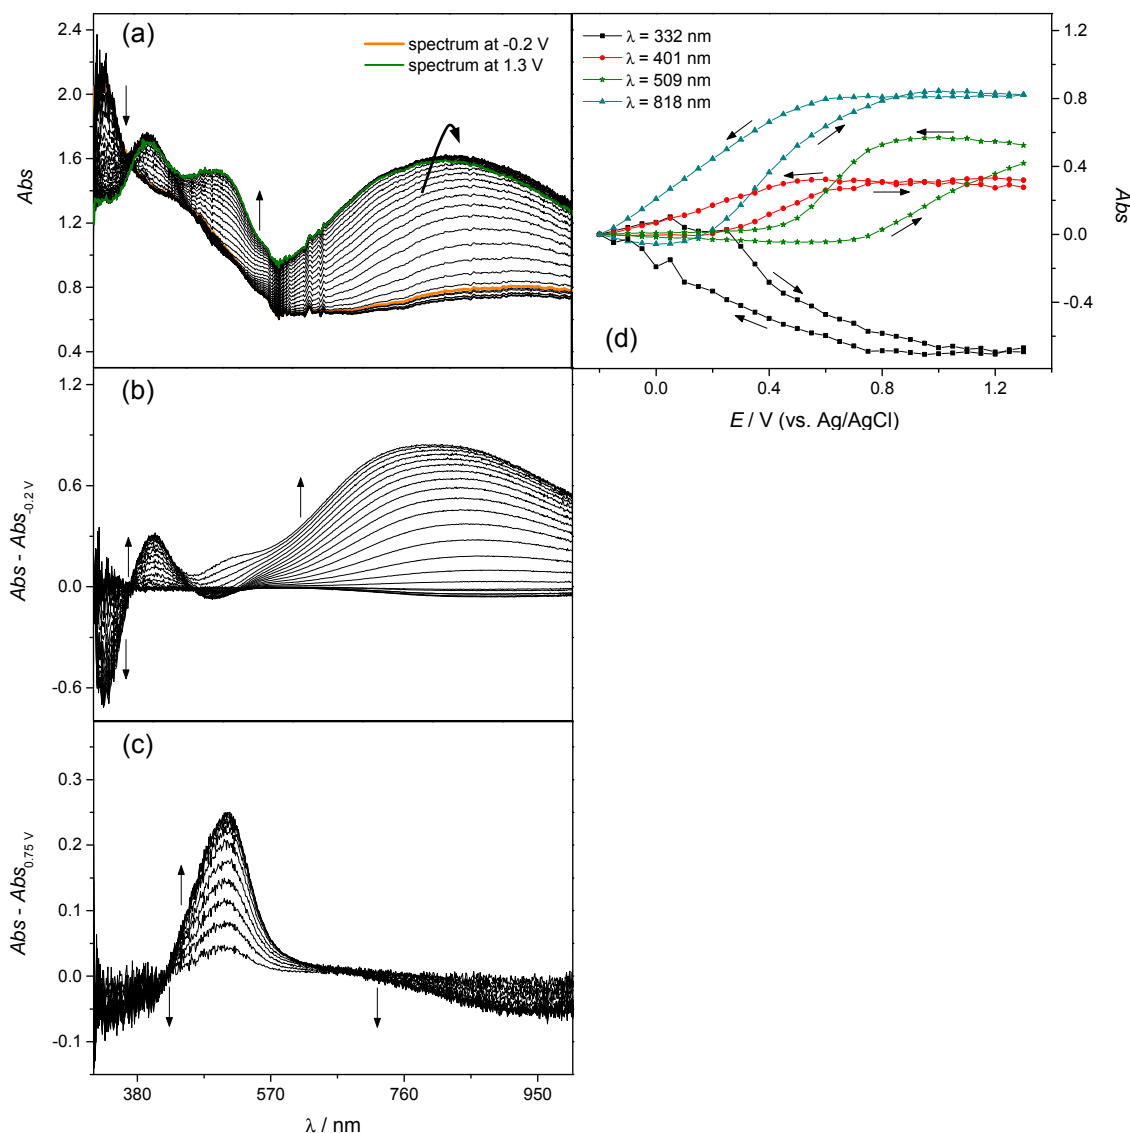 (a)
spectrum at -0.2 V
spectrum at 1.3 V
2.4
2.0
1.6
1.2
0.8
0.4
Abs
(b)
1.2
0.6
0.0
-0.6
Abs - Abs-0.2 V
(c)
0.3
0.2
0.1
0.0
-0.1
Abs - Abs0.75 V
380 570 760 950
λ / nm
λ = 332 nm
λ = 401 nm
λ = 509 nm
λ = 818 nm
(d)
1.2
0.8
0.4
0.0
-0.4
Abs
0.0 0.4 0.8 1.2
E / V (vs. Ag/AgCl)